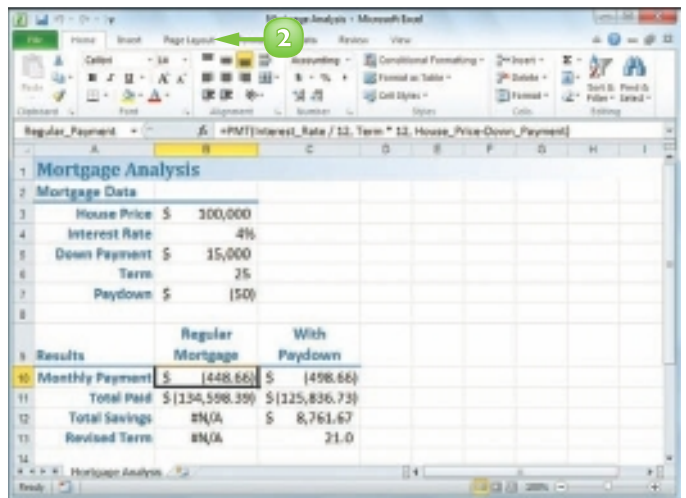 Mortgage Analysis - Microsoft Excel
File Home Insert Page Layout 2 Review View
Calibri 14 Accounting Conditional Formatting Insert
B I U $ % Format as Table Delete Sort & Find &
Paste Cell Styles Format Filter Select
Clipboard Font Alignment Number Styles Cells Editing
Regular_Payment fx =PMT(Interest_Rate / 12, Term * 12, House_Price-Down_Payment)
A B C D E F G H I
1 Mortgage Analysis
2 Mortgage Data
3 House Price $ 100,000
4 Interest Rate 4%
5 Down Payment $ 15,000
6 Term 25
7 Paydown $ (50)
8
Regular With
9 Results Mortgage Paydown
10 Monthly Payment $ (448.66) $ (498.66)
11 Total Paid $(134,598.39) $(125,836.73)
12 Total Savings #N/A $ 8,761.67
13 Revised Term #N/A 21.0
14
Mortgage Analysis
Ready 200%